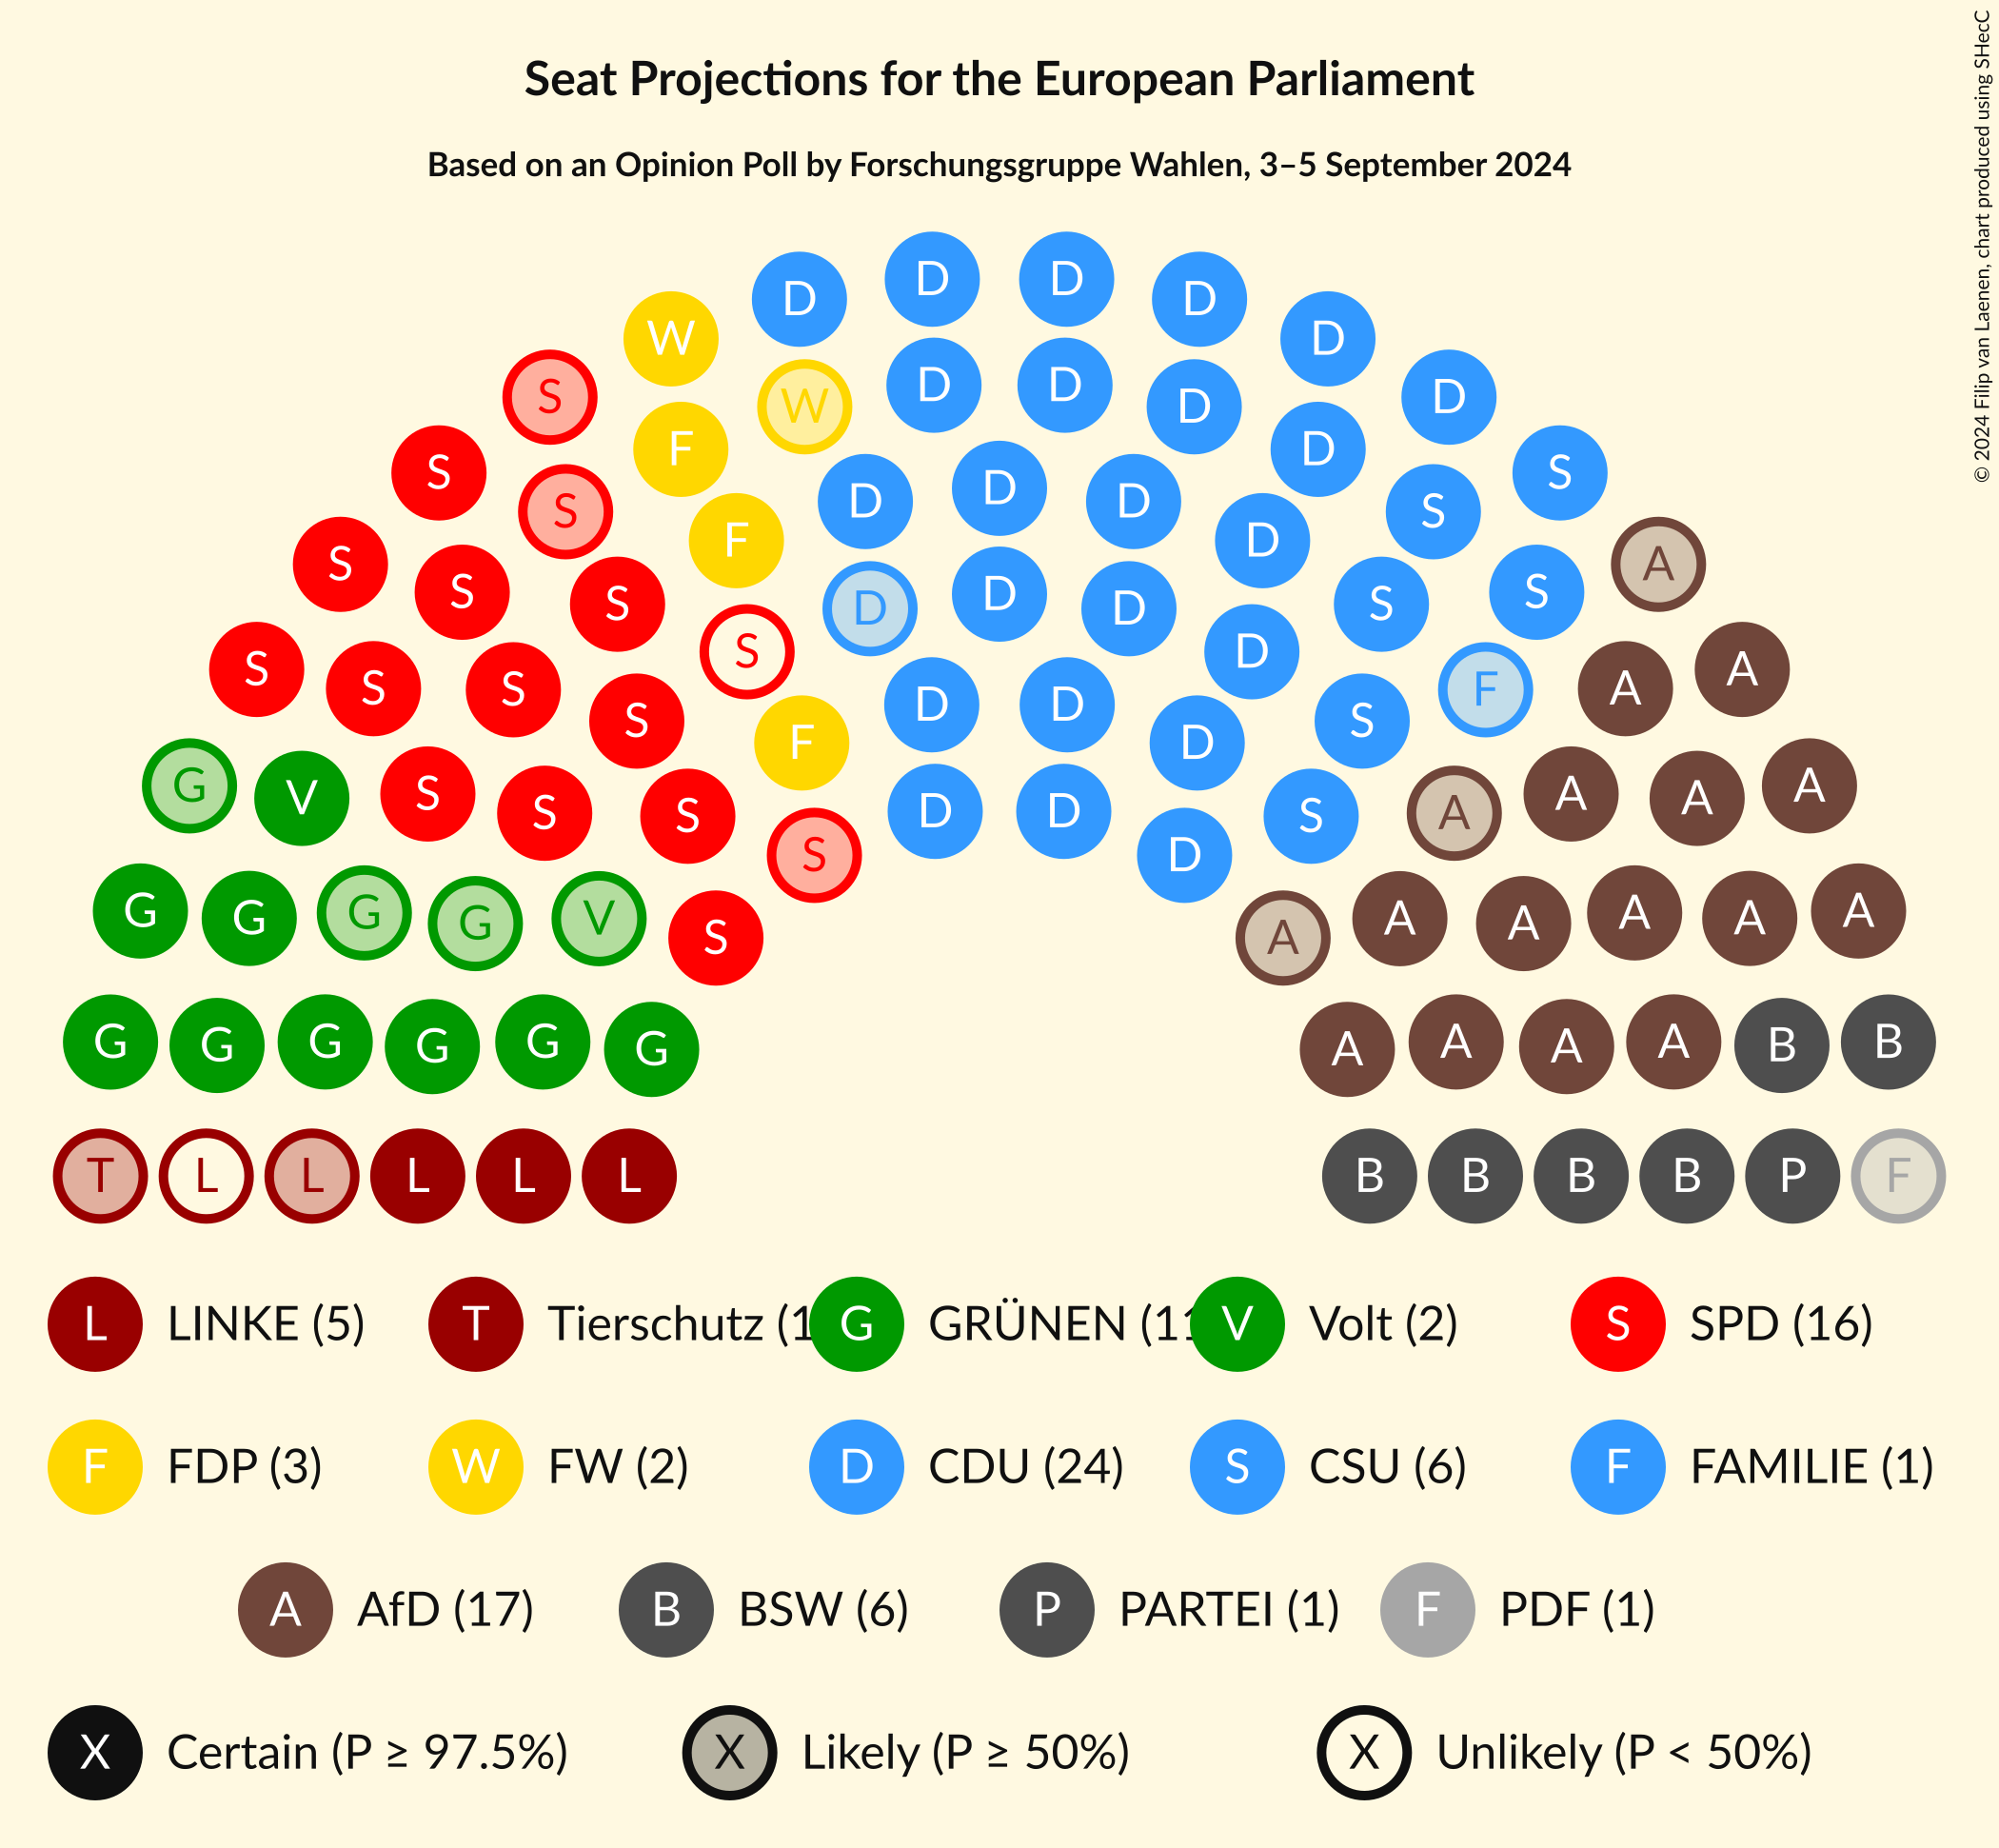 Seat Projections for the European Parliament
Based on an Opinion Poll by Forschungsgruppe Wahlen, 3–5 September 2024
© 2024 Filip van Laenen, chart produced using SHecC
D D
D D
W D
D D
S D
W D
F D
S S
D
D D
S S
F D
S A
S D S
S D D S
S D
S A
S S F A
D D
S S
F D
G A
V S A A
S S D D S A
S D
G G G G V A A A A A
S A
G G G G G G A A A A B B
T L L L L L B B B B P F
L LINKE (5) T Tierschutz (1 G GRÜNEN (11 V Volt (2) S SPD (16)
F FDP (3) W FW (2) D CDU (24) S CSU (6) F FAMILIE (1)
A AfD (17) B BSW (6) P PARTEI (1) F PDF (1)
X Certain (P ≥ 97.5%) X Likely (P ≥ 50%) X Unlikely (P < 50%)